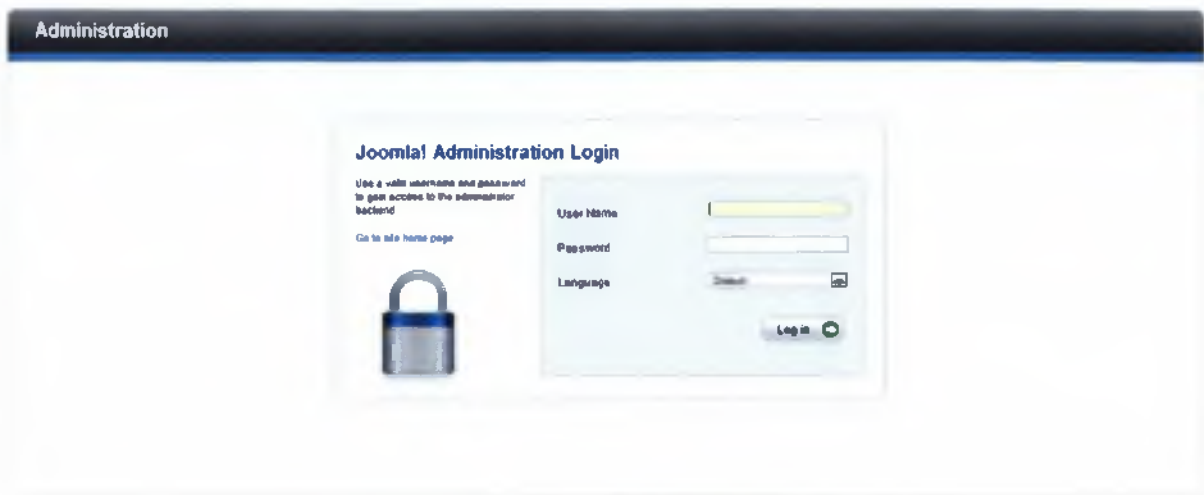 Administration
Joomla! Administration Login
Use a valid username and password
to gain access to the administrator
backend
Go to site home page
User Name
Password
Language
Default
Log in